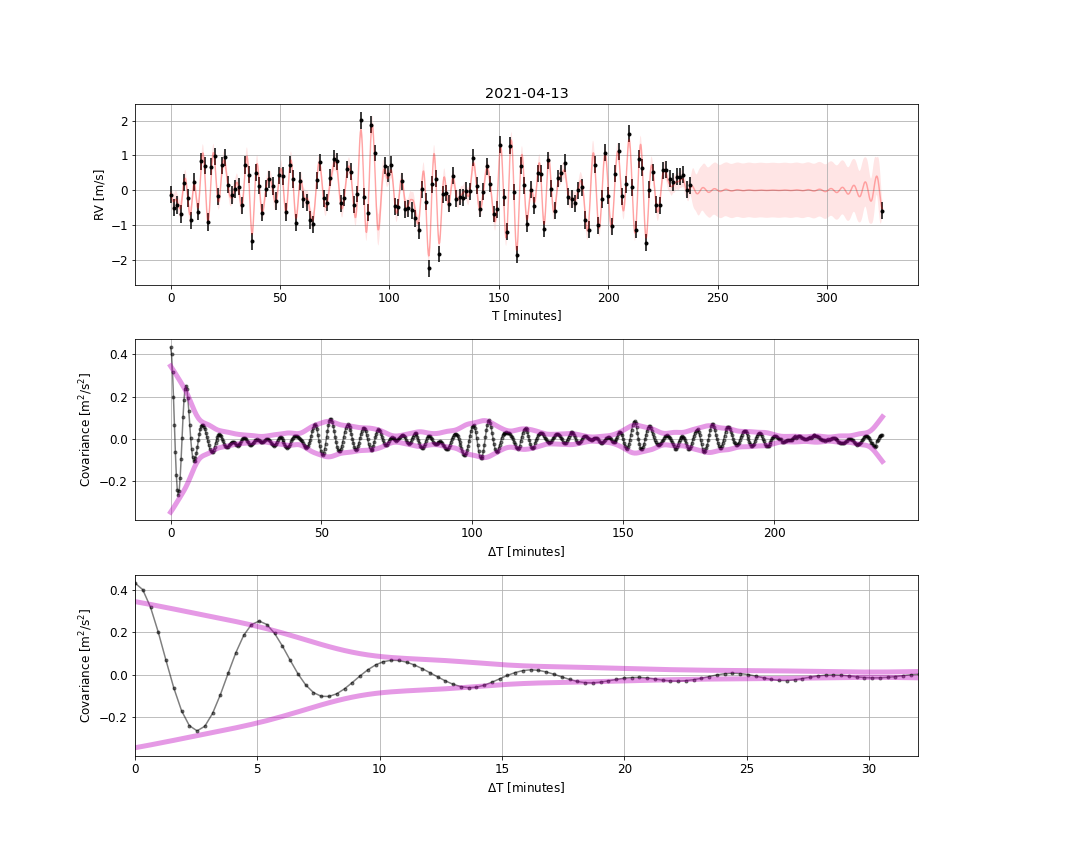 2021-04-13
2
1
0
−1
−2
RV [m/s]
0 50 100 150 200 250 300
T [minutes]
0.4
0.2
0.0
−0.2
Covariance [m²/s²]
0 50 100 150 200
ΔT [minutes]
0.4
0.2
0.0
−0.2
Covariance [m²/s²]
0 5 10 15 20 25 30
ΔT [minutes]